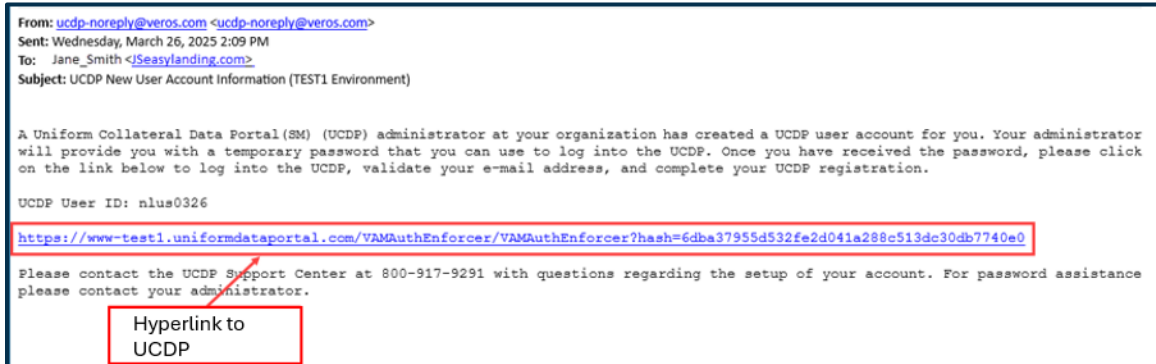 From: ucdp-noreply@veros.com <ucdp-noreply@veros.com>
Sent: Wednesday, March 26, 2025 2:09 PM
To: Jane_Smith <JSeasylanding.com>
Subject: UCDP New User Account Information (TEST1 Environment)
A Uniform Collateral Data Portal(SM) (UCDP) administrator at your organization has created a UCDP user account for you. Your administrator
will provide you with a temporary password that you can use to log into the UCDP. Once you have received the password, please click
on the link below to log into the UCDP, validate your e-mail address, and complete your UCDP registration.
UCDP User ID: nlus0326
https://www-test1.uniformdataportal.com/VAMAuthEnforcer/VAMAuthEnforcer?hash=6dba37955d532fe2d041a288c513dc30db7740e0
Please contact the UCDP Support Center at 800-917-9291 with questions regarding the setup of your account. For password assistance
please contact your administrator.
Hyperlink to
UCDP